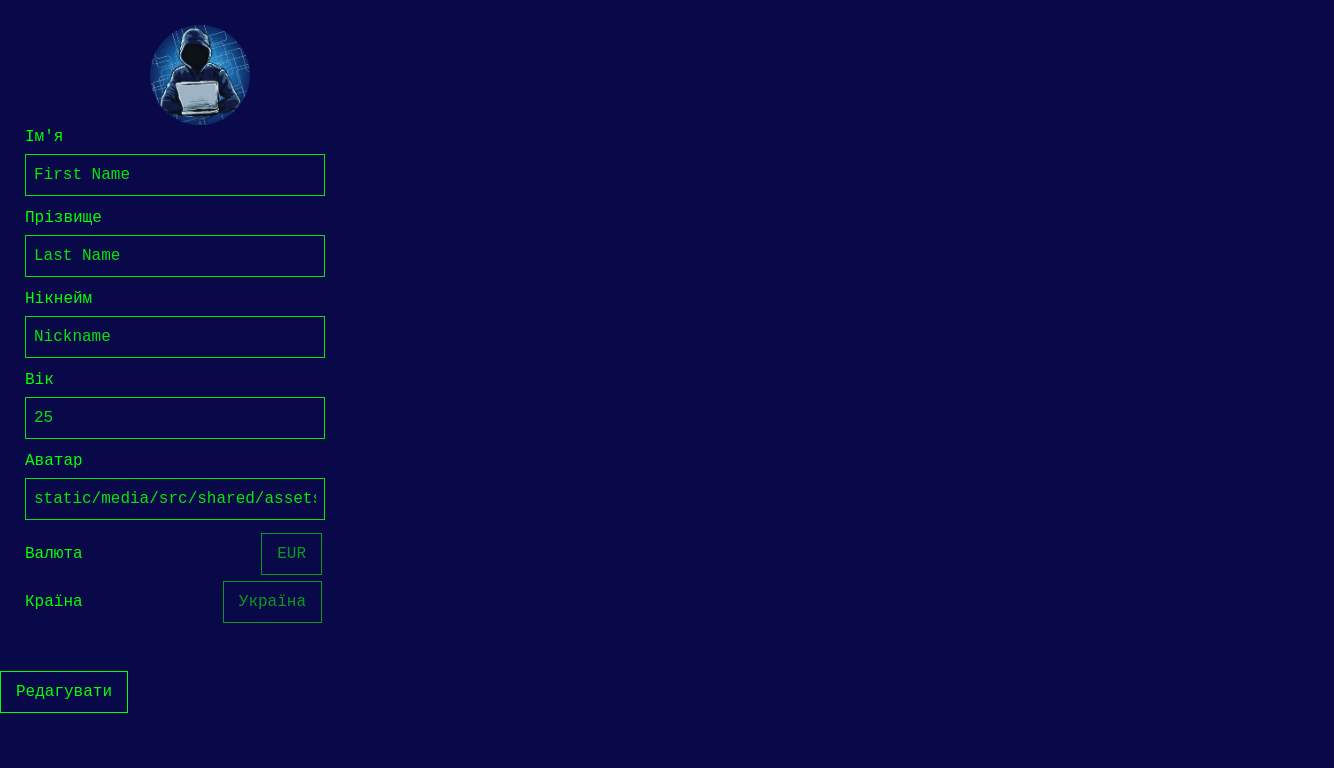 Ім'я
First Name
Прізвище
Last Name
Нікнейм
Nickname
Вік
25
Аватар
static/media/src/shared/assets
Валюта EUR
Країна Україна
Редагувати